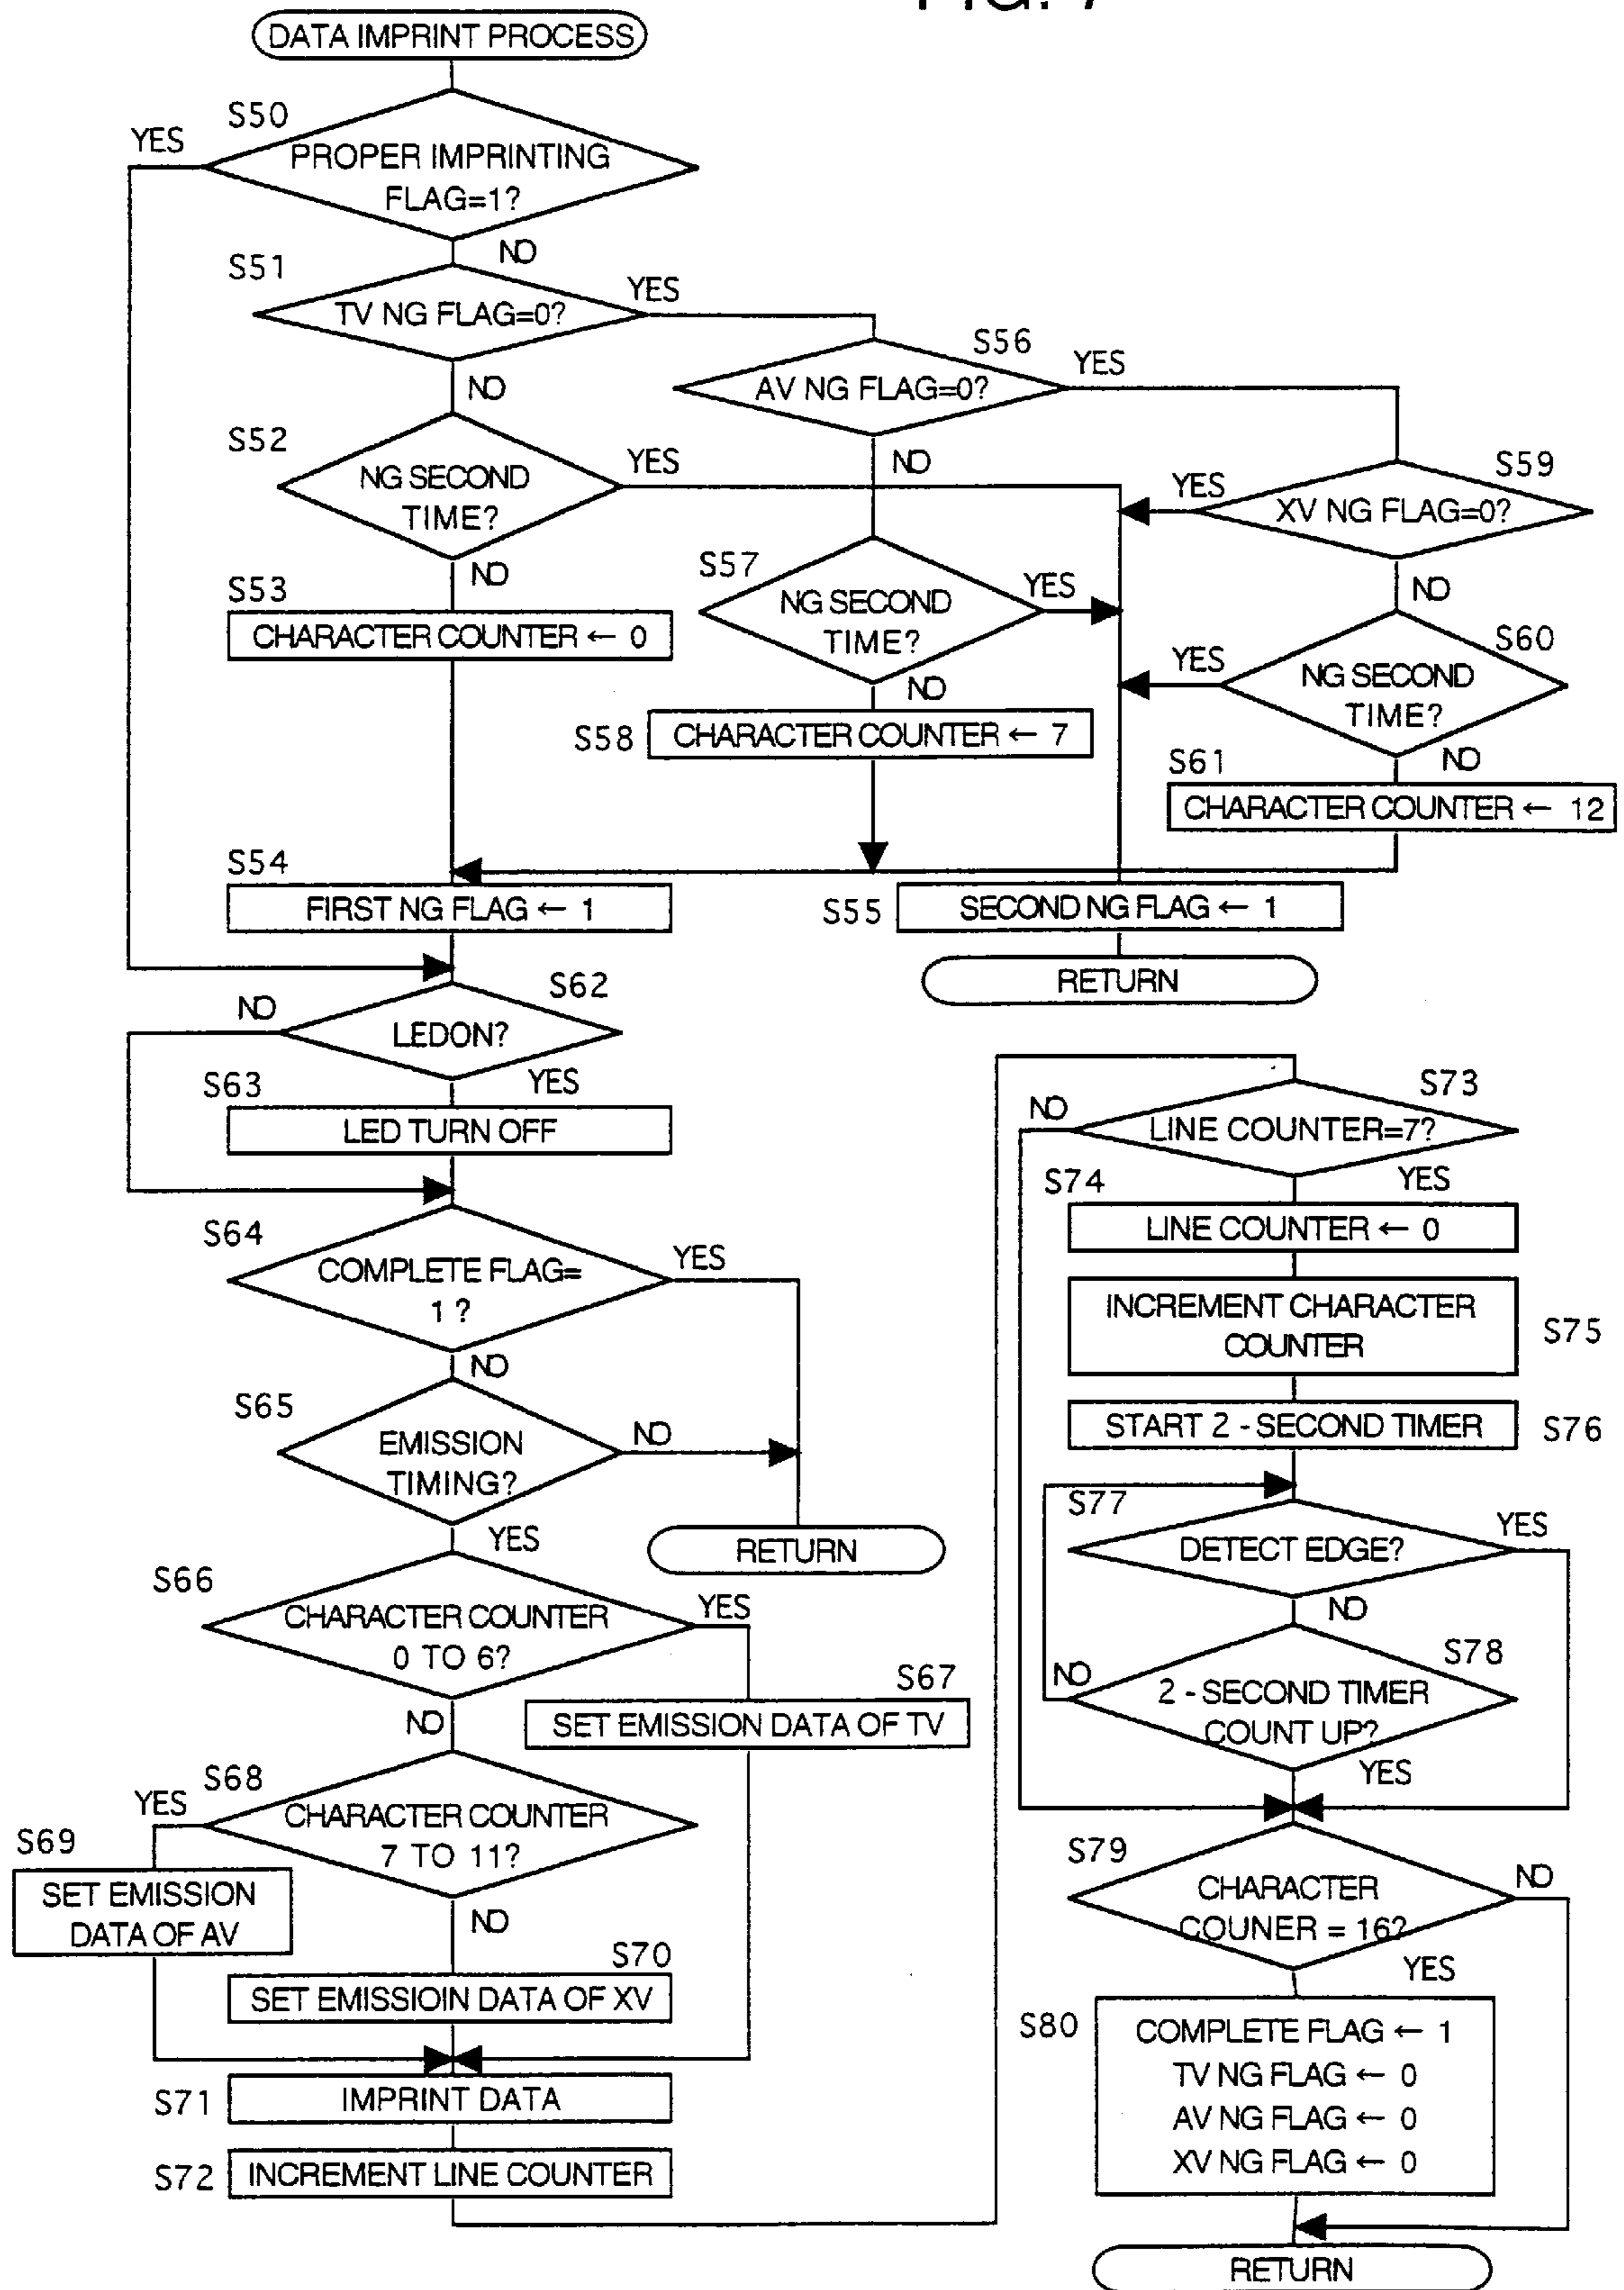 FIG. 7
DATA IMPRINT PROCESS
S50
YES
PROPER IMPRINTING
FLAG=1?
NO
S51
TV NG FLAG=0?
YES
NO
S56
AV NG FLAG=0?
YES
NO
S52
NG SECOND
TIME?
YES
NO
S59
XV NG FLAG=0?
YES
NO
S53
CHARACTER COUNTER ← 0
S57
NG SECOND
TIME?
YES
NO
S60
NG SECOND
TIME?
YES
NO
S58
CHARACTER COUNTER ← 7
S61
CHARACTER COUNTER ← 12
S54
FIRST NG FLAG ← 1
S55
SECOND NG FLAG ← 1
RETURN
S62
NO
LEDON?
YES
S63
LED TURN OFF
S64
COMPLETE FLAG=
1 ?
YES
NO
S65
EMISSION
TIMING?
NO
YES
RETURN
S66
CHARACTER COUNTER
0 TO 6?
YES
NO
S67
SET EMISSION DATA OF TV
S68
YES
CHARACTER COUNTER
7 TO 11?
NO
S69
SET EMISSION
DATA OF AV
S70
SET EMISSIOIN DATA OF XV
S71
IMPRINT DATA
S72
INCREMENT LINE COUNTER
S73
NO
LINE COUNTER=7?
YES
S74
LINE COUNTER ← 0
INCREMENT CHARACTER
COUNTER
S75
START 2 - SECOND TIMER
S76
S77
DETECT EDGE?
YES
NO
S78
NO
2 - SECOND TIMER
COUNT UP?
YES
S79
CHARACTER
COUNER = 16?
NO
YES
S80
COMPLETE FLAG ← 1
TV NG FLAG ← 0
AV NG FLAG ← 0
XV NG FLAG ← 0
RETURN